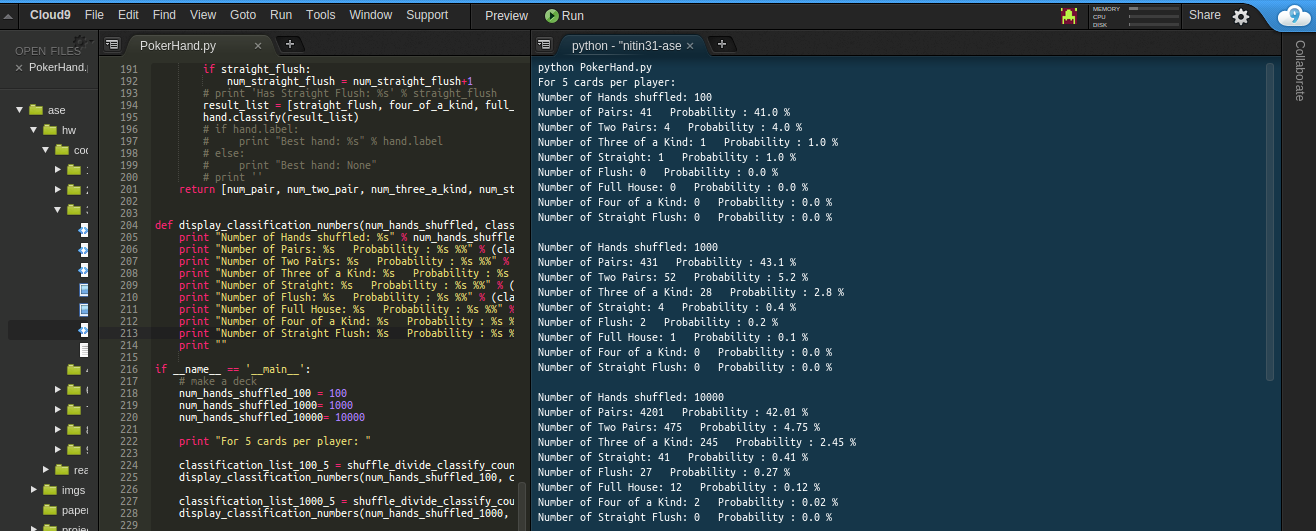 Cloud9 File Edit Find View Goto Run Tools Window Support Preview Run MEMORY CPU DISK Share 9
OPEN FILES
PokerHand.
ase
hw
imgs
PokerHand.py
191 if straight_flush:
192 num_straight_flush = num_straight_flush+1
193 # print 'Has Straight Flush: %s' % straight_flush
194 result_list = [straight_flush, four_of_a_kind, full_
195 hand.classify(result_list)
196 # if hand.label:
197 # print "Best hand: %s" % hand.label
198 # else:
199 # print "Best hand: None"
200 # print ''
201 return [num_pair, num_two_pair, num_three_a_kind, num_st
202
203
204 def display_classification_numbers(num_hands_shuffled, class
205 print "Number of Hands shuffled: %s" % num_hands_shuffle
206 print "Number of Pairs: %s Probability : %s %%" % (cla
207 print "Number of Two Pairs: %s Probability : %s %%" %
208 print "Number of Three of a Kind: %s Probability : %s
209 print "Number of Straight: %s Probability : %s %%" % (
210 print "Number of Flush: %s Probability : %s %%" % (cla
211 print "Number of Full House: %s Probability : %s %%" %
212 print "Number of Four of a Kind: %s Probability : %s %
213 print "Number of Straight Flush: %s Probability : %s %
214 print ""
215
216 if __name__ == '__main__':
217 # make a deck
218 num_hands_shuffled_100 = 100
219 num_hands_shuffled_1000= 1000
220 num_hands_shuffled_10000= 10000
221
222 print "For 5 cards per player: "
223
224 classification_list_100_5 = shuffle_divide_classify_coun
225 display_classification_numbers(num_hands_shuffled_100, c
226
227 classification_list_1000_5 = shuffle_divide_classify_cou
228 display_classification_numbers(num_hands_shuffled_1000,
229
python - "nitin31-ase
python PokerHand.py
For 5 cards per player:
Number of Hands shuffled: 100
Number of Pairs: 41 Probability : 41.0 %
Number of Two Pairs: 4 Probability : 4.0 %
Number of Three of a Kind: 1 Probability : 1.0 %
Number of Straight: 1 Probability : 1.0 %
Number of Flush: 0 Probability : 0.0 %
Number of Full House: 0 Probability : 0.0 %
Number of Four of a Kind: 0 Probability : 0.0 %
Number of Straight Flush: 0 Probability : 0.0 %
Number of Hands shuffled: 1000
Number of Pairs: 431 Probability : 43.1 %
Number of Two Pairs: 52 Probability : 5.2 %
Number of Three of a Kind: 28 Probability : 2.8 %
Number of Straight: 4 Probability : 0.4 %
Number of Flush: 2 Probability : 0.2 %
Number of Full House: 1 Probability : 0.1 %
Number of Four of a Kind: 0 Probability : 0.0 %
Number of Straight Flush: 0 Probability : 0.0 %
Number of Hands shuffled: 10000
Number of Pairs: 4201 Probability : 42.01 %
Number of Two Pairs: 475 Probability : 4.75 %
Number of Three of a Kind: 245 Probability : 2.45 %
Number of Straight: 41 Probability : 0.41 %
Number of Flush: 27 Probability : 0.27 %
Number of Full House: 12 Probability : 0.12 %
Number of Four of a Kind: 2 Probability : 0.02 %
Number of Straight Flush: 0 Probability : 0.0 %
Collaborate